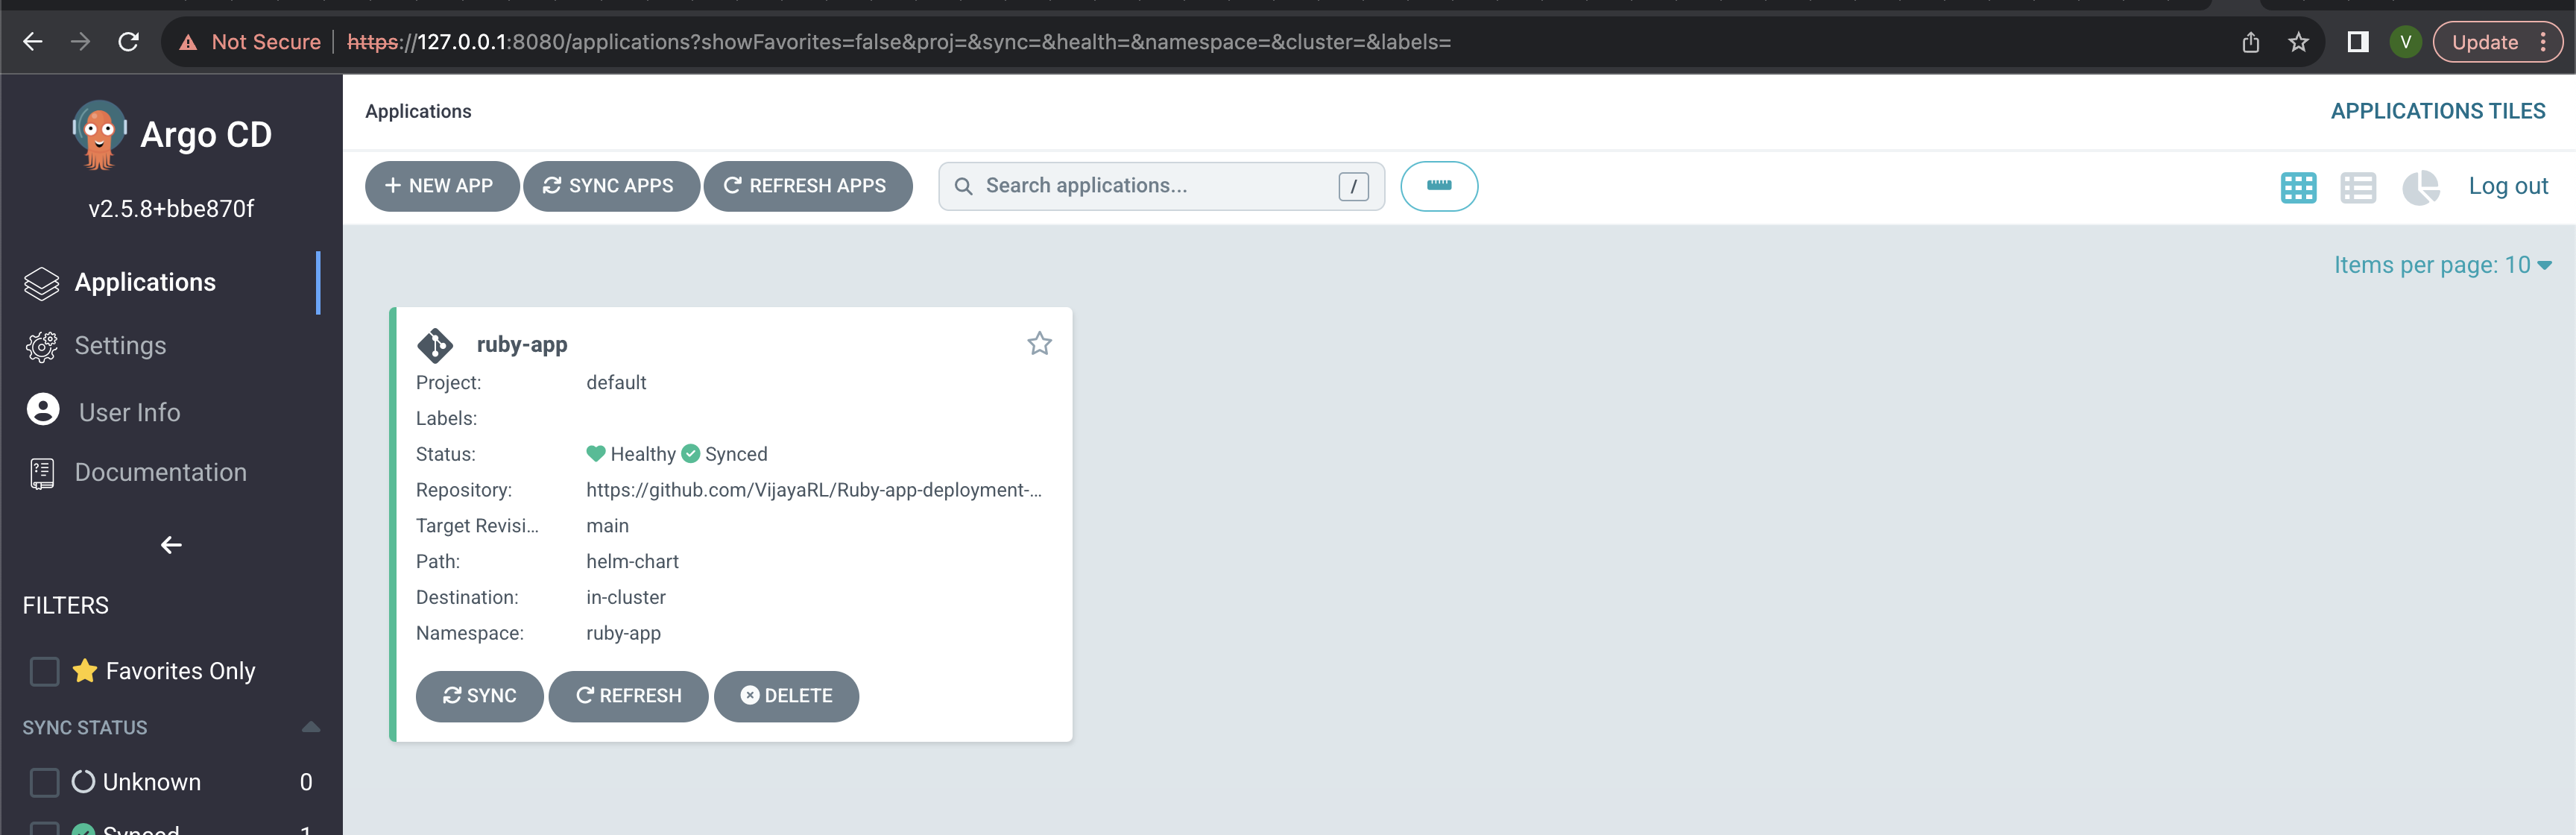 Not Secure https://127.0.0.1:8080/applications?showFavorites=false&proj=&sync=&health=&namespace=&cluster=&labels= V Update
Argo CD
v2.5.8+bbe870f
Applications
Settings
User Info
Documentation
FILTERS
Favorites Only
SYNC STATUS
Unknown 0
Synced 1
Applications APPLICATIONS TILES
+ NEW APP SYNC APPS REFRESH APPS Search applications... / Log out
Items per page: 10
ruby-app
Project: default
Labels:
Status: Healthy Synced
Repository: https://github.com/VijayaRL/Ruby-app-deployment-...
Target Revisi... main
Path: helm-chart
Destination: in-cluster
Namespace: ruby-app
SYNC REFRESH DELETE